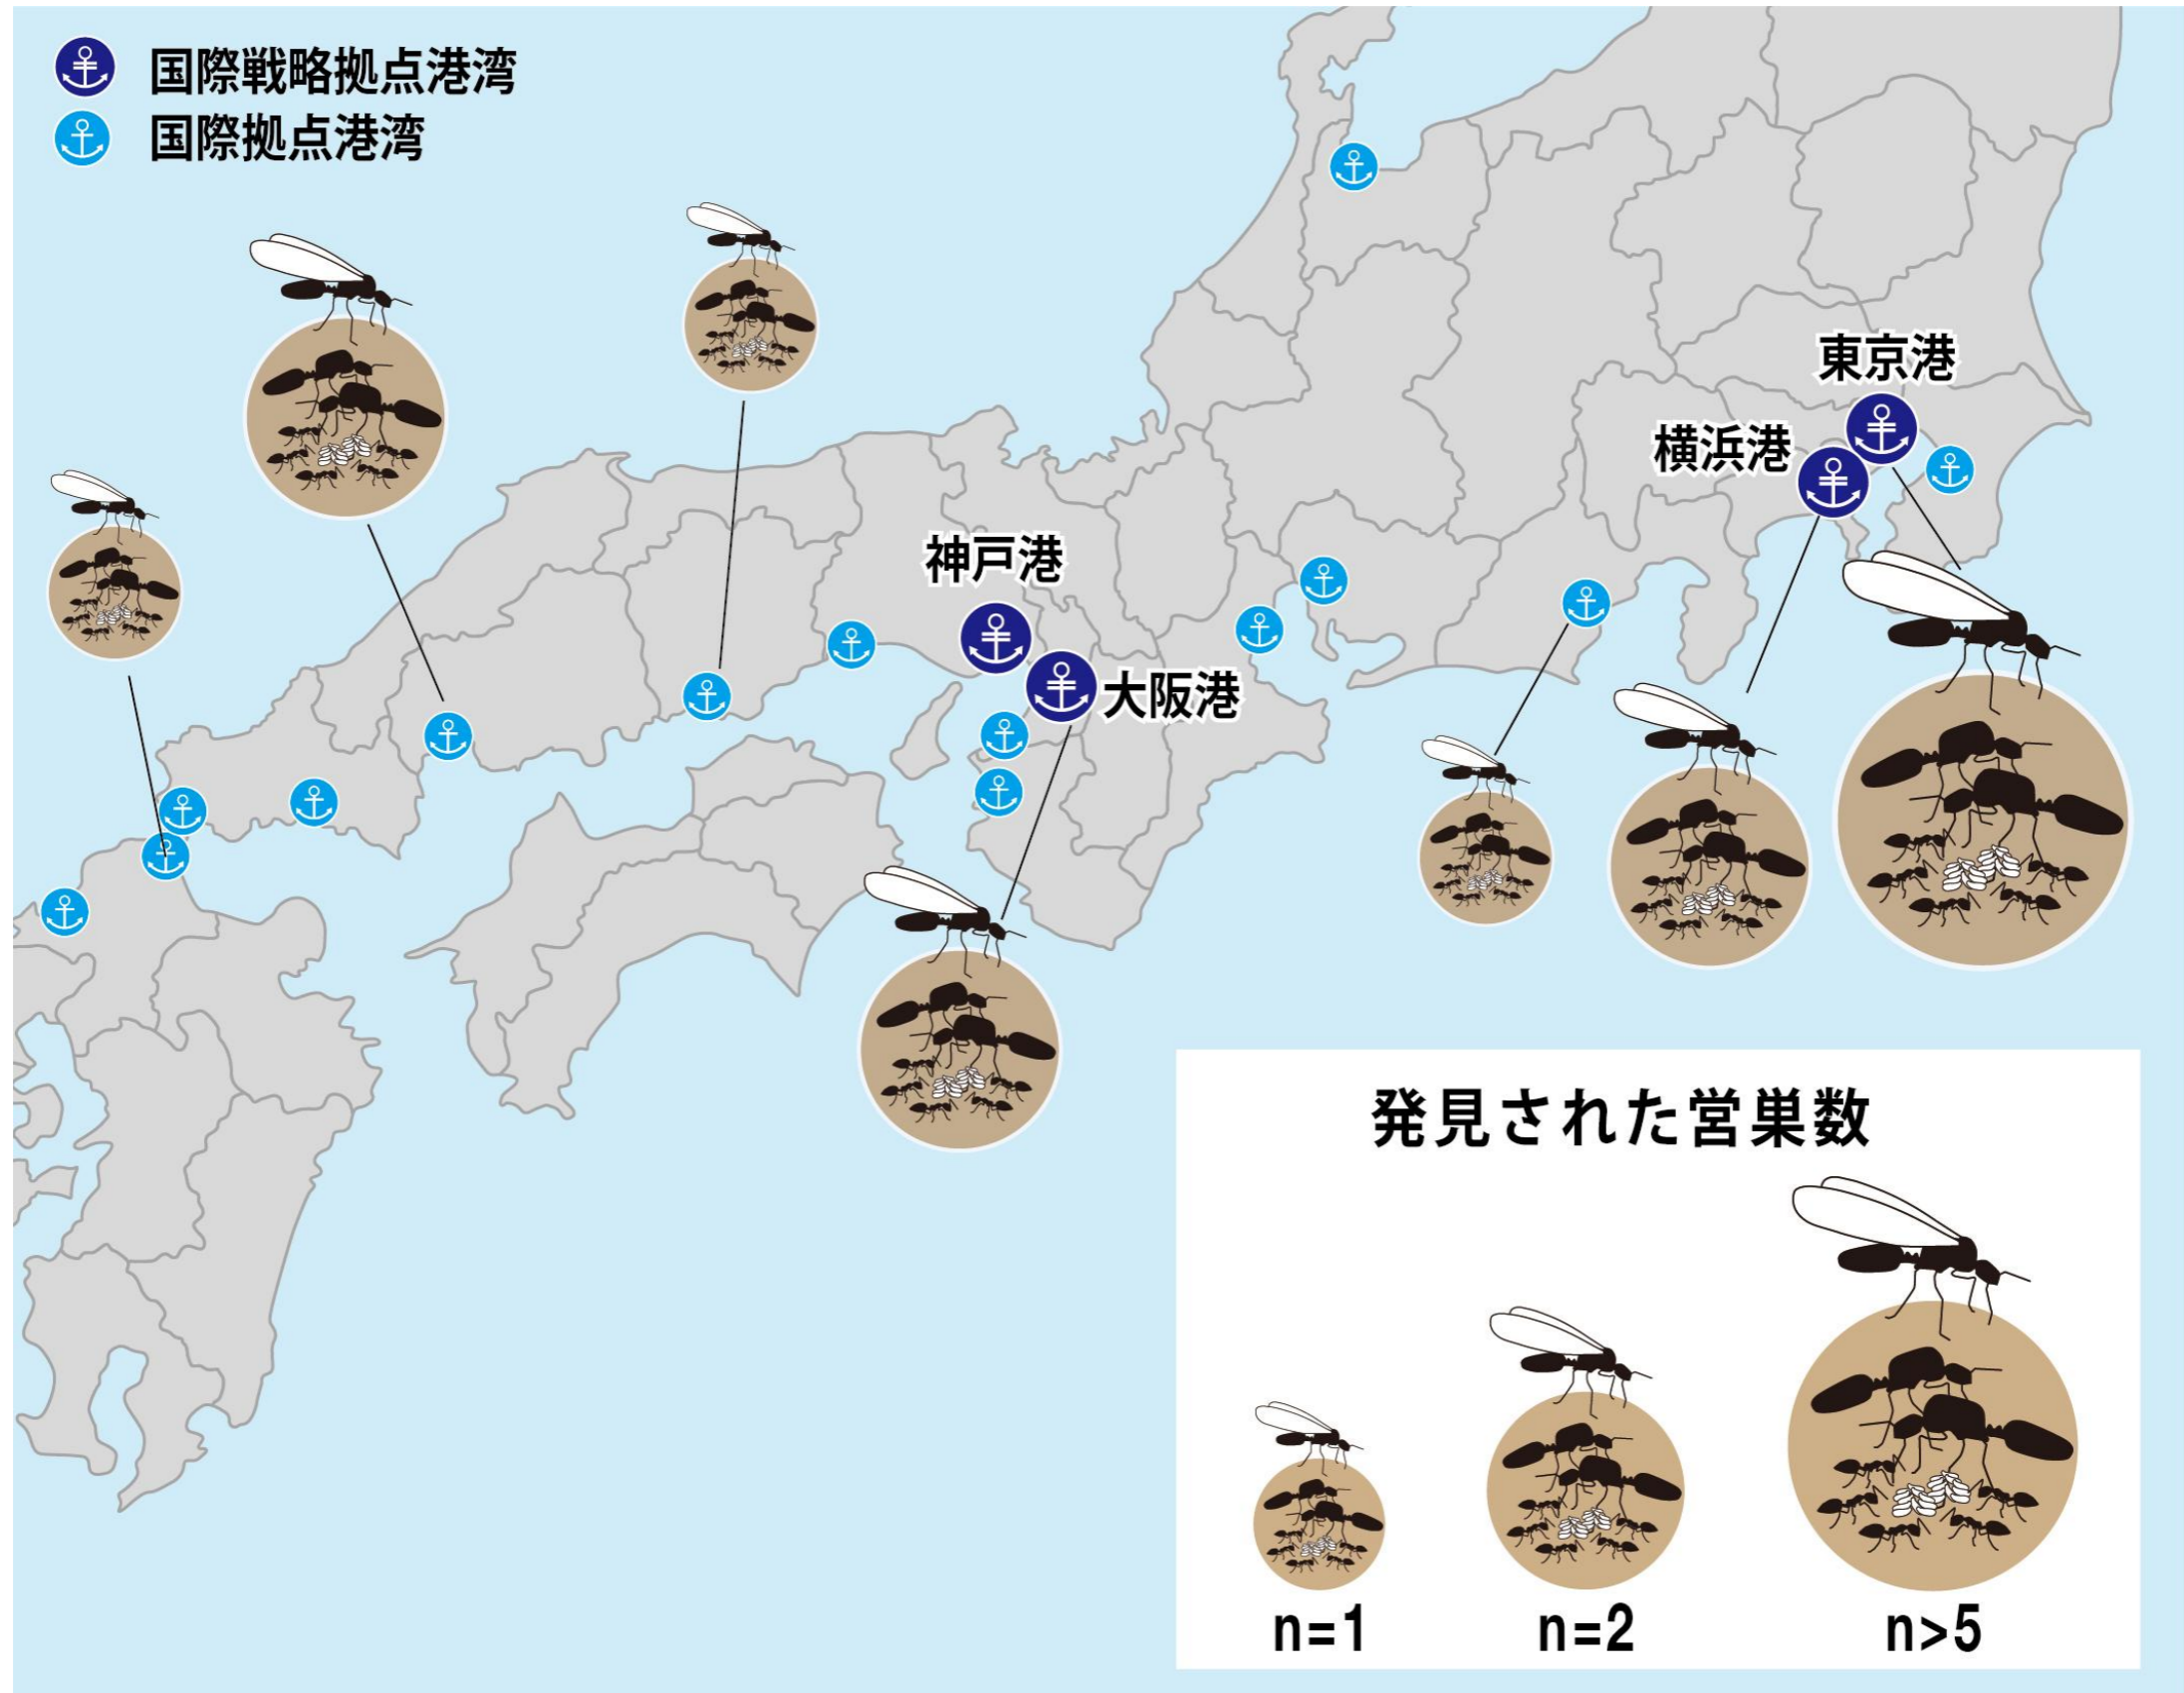 国際戦略拠点港湾
国際拠点港湾
東京港
横浜港
神戸港
大阪港
発見された営巣数
n=1
n=2
n>5